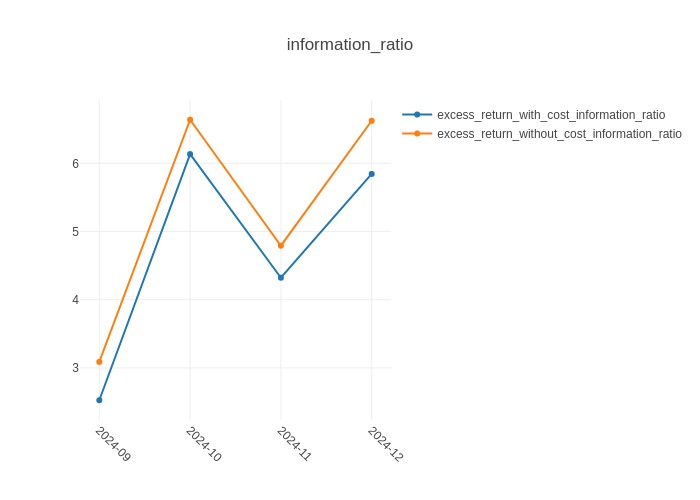 information_ratio
excess_return_with_cost_information_ratio
excess_return_without_cost_information_ratio
6
5
4
3
2024-09
2024-10
2024-11
2024-12